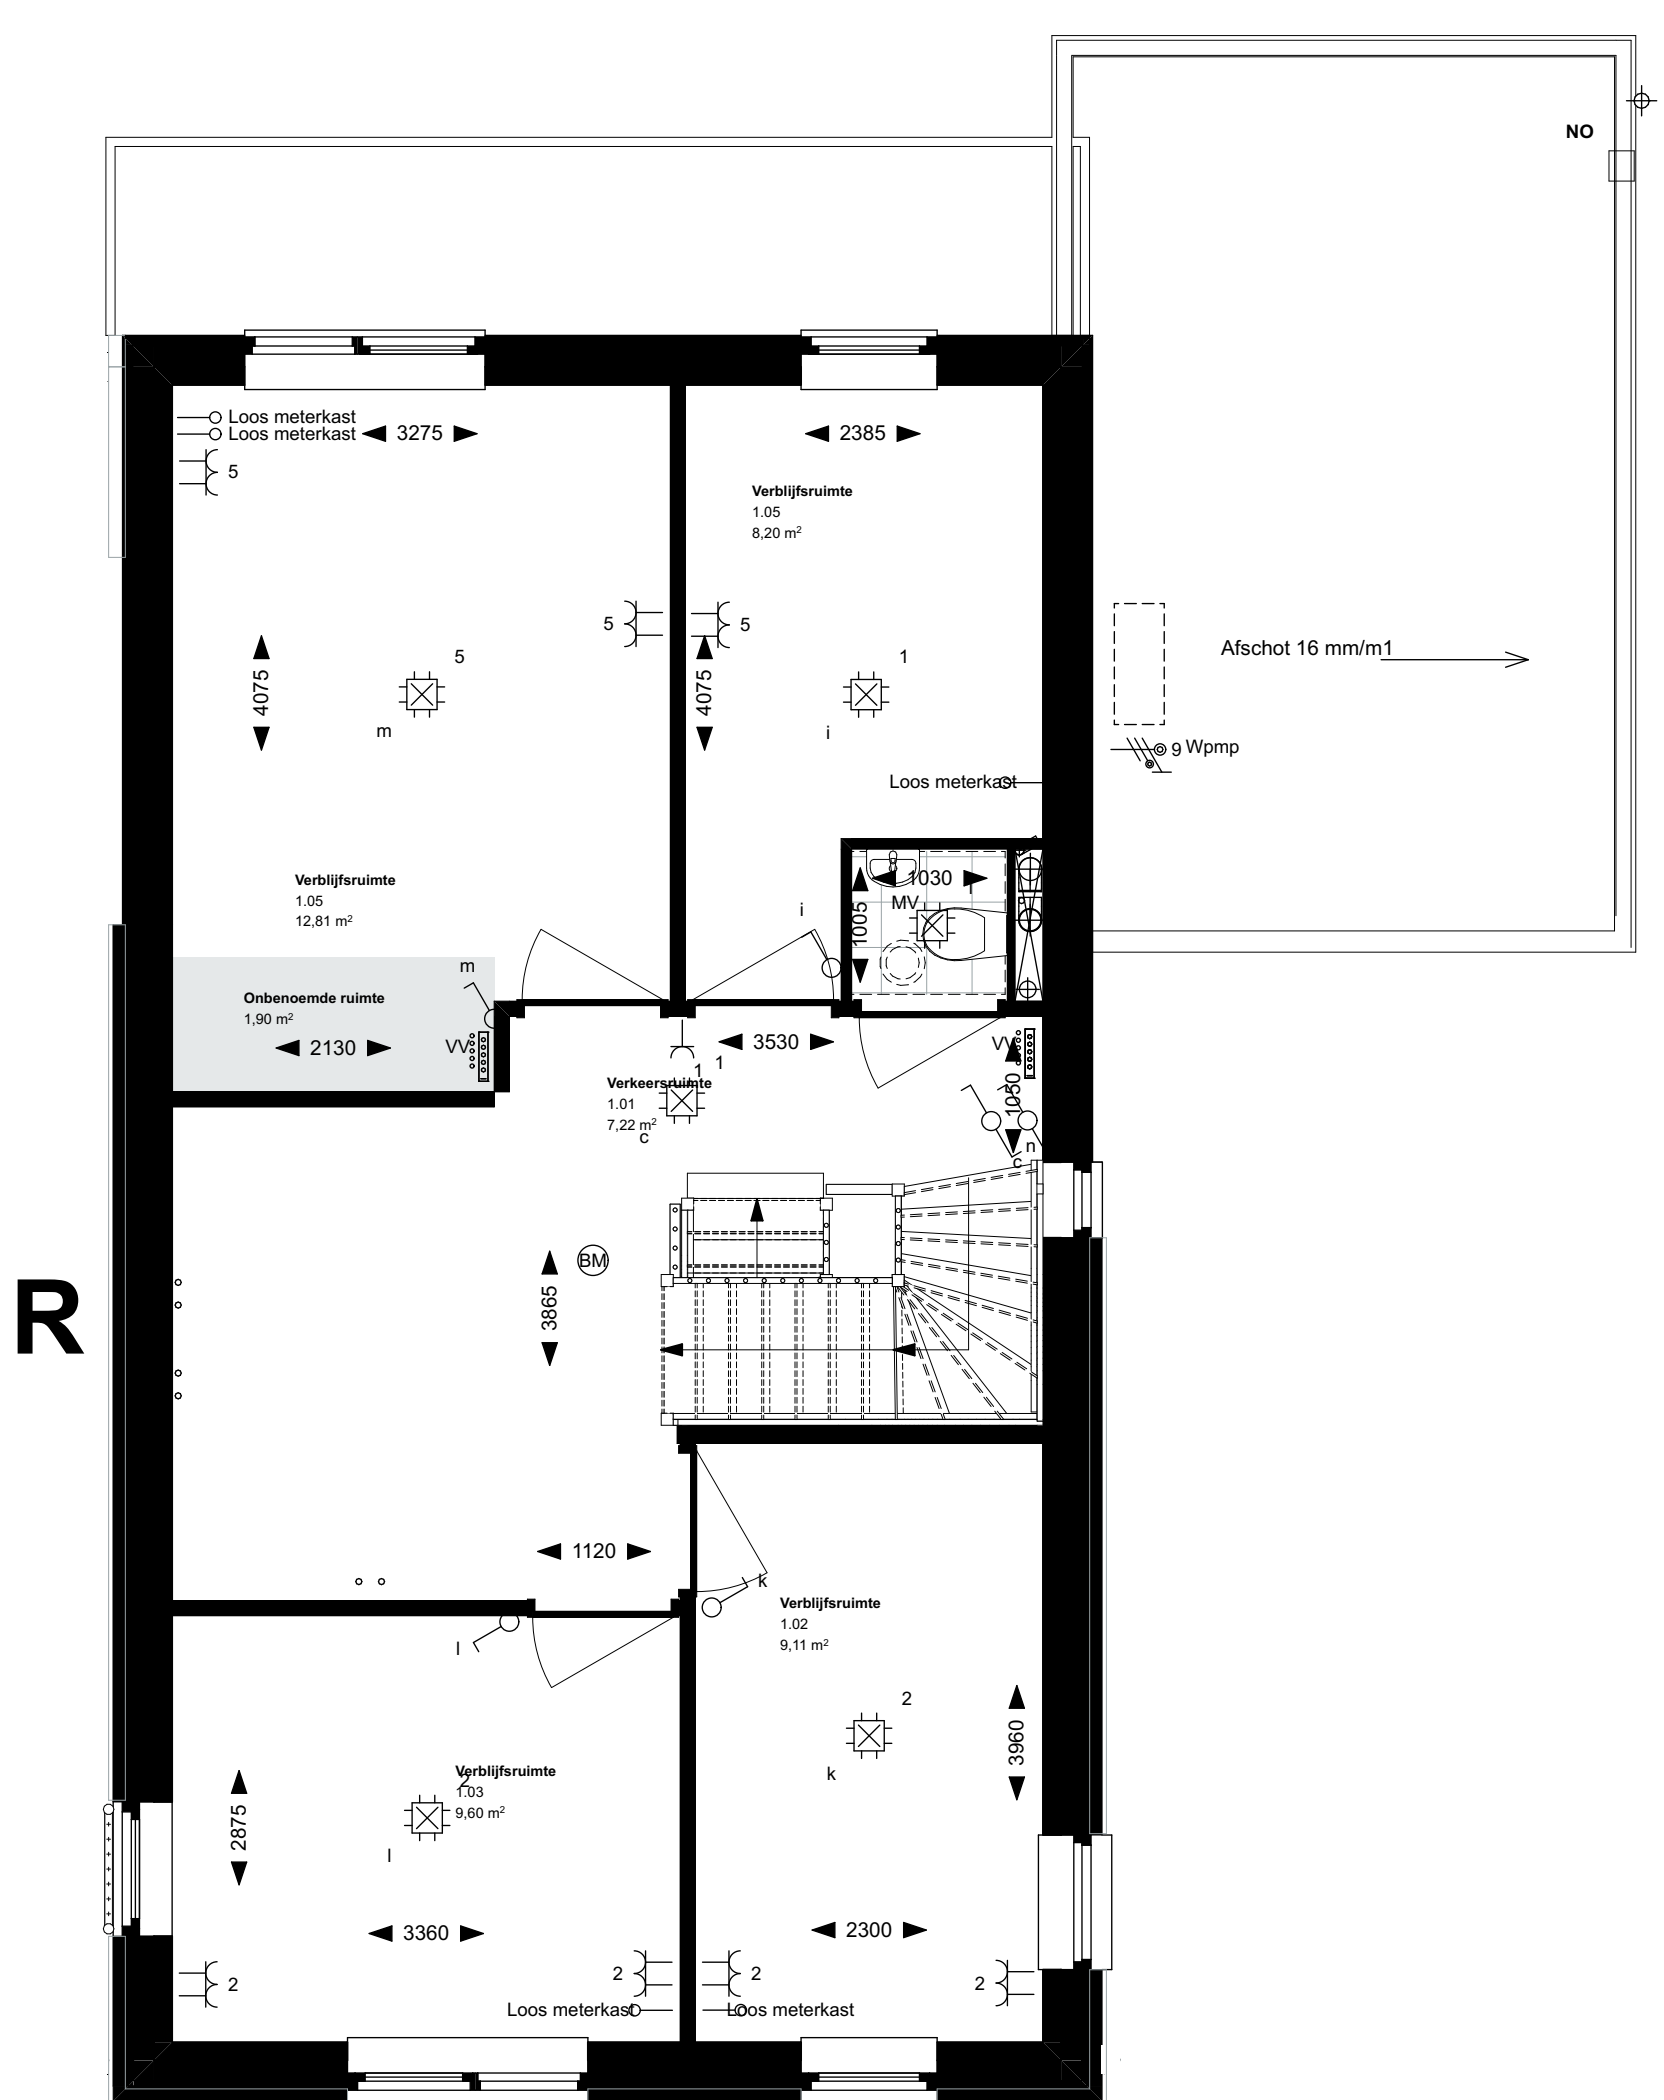 NO
Loos meterkast
Loos meterkast
3275
2385
5
Verblijfsruimte
1.05
8,20 m²
5
5
5
1
4075
4075
m
i
Afschot 16 mm/m1
9 Wpmp
Loos meterkast
Verblijfsruimte
1.05
12,81 m²
1030
MV
1005
i
m
Onbenoemde ruimte
1,90 m²
2130
VV
3530
VV
1
1
Verkeersruimte
1.01
7,22 m²
c
1050
n
c
BM
3865
R
1120
k
Verblijfsruimte
1.02
9,11 m²
l
2
3960
k
Verblijfsruimte
2
1.03
9,60 m²
2875
l
3360
2300
2
2
2
2
Loos meterkast
Loos meterkast